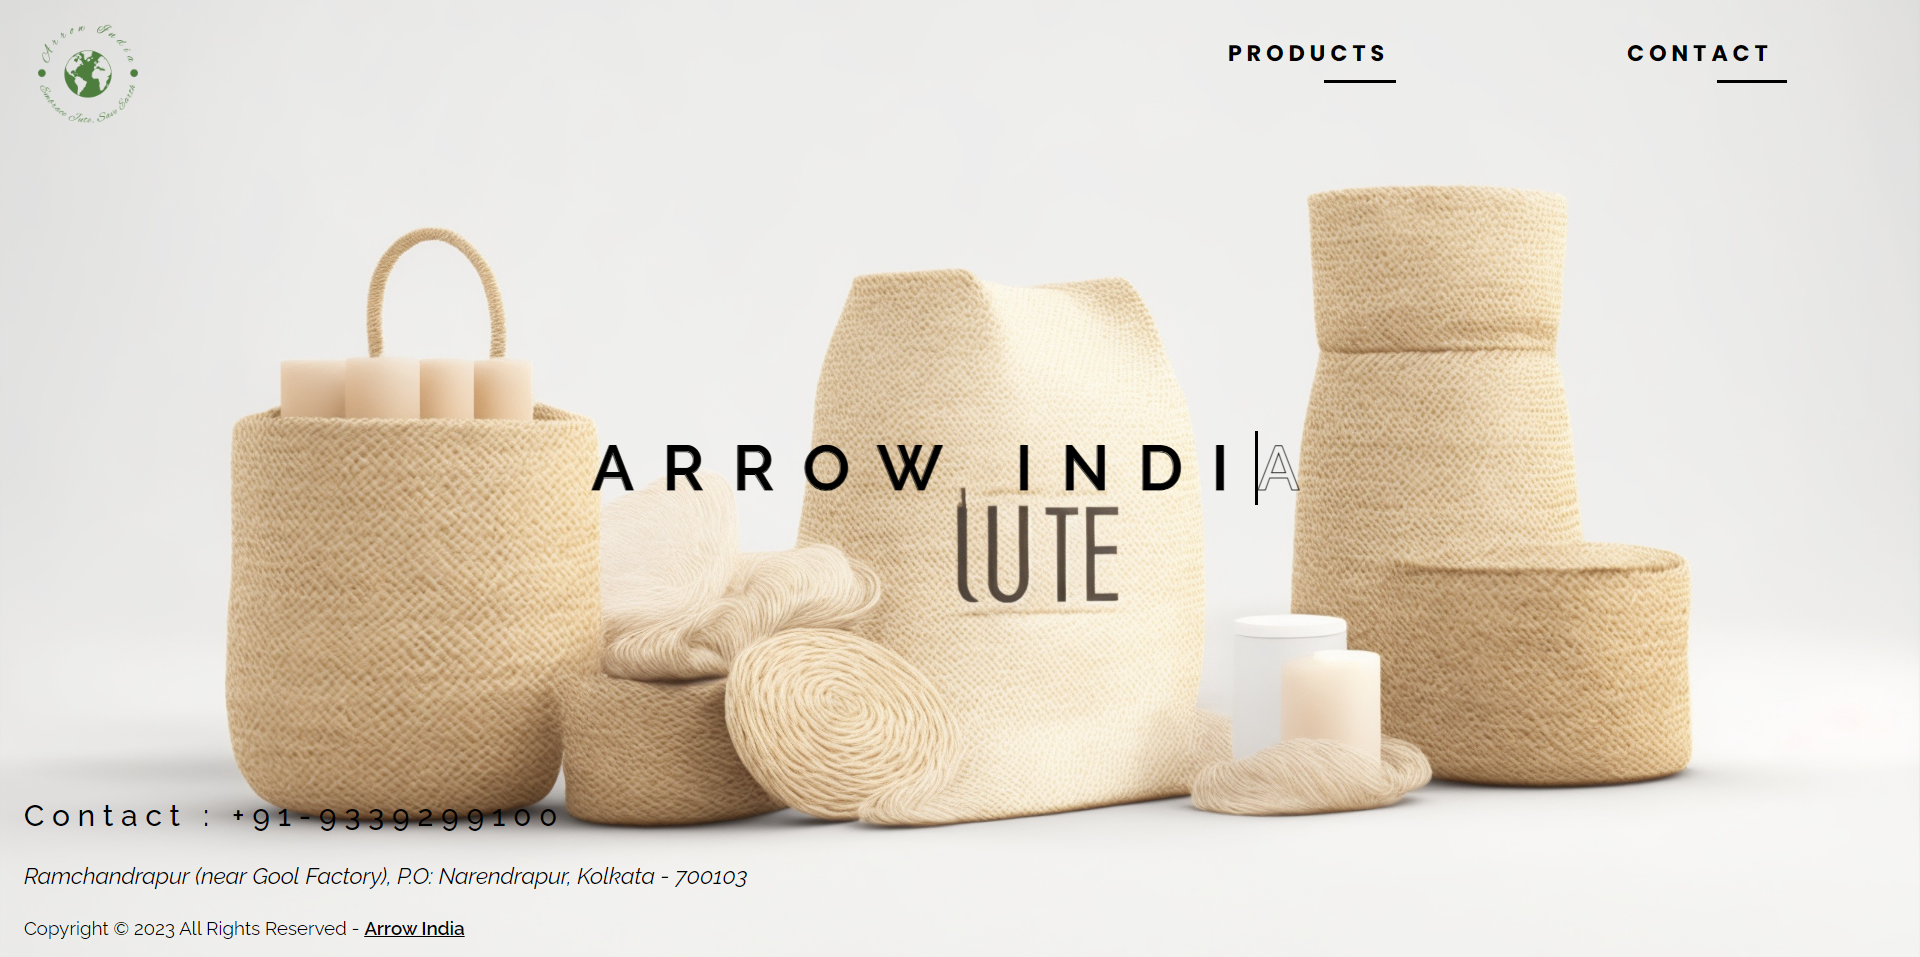 Arrow India
Embrace Jute, Save Earth
PRODUCTS
CONTACT
ARROW INDIA
LUTE
Contact : +91-9339299100
Ramchandrapur (near Gool Factory), P.O: Narendrapur, Kolkata - 700103
Copyright © 2023 All Rights Reserved - Arrow India